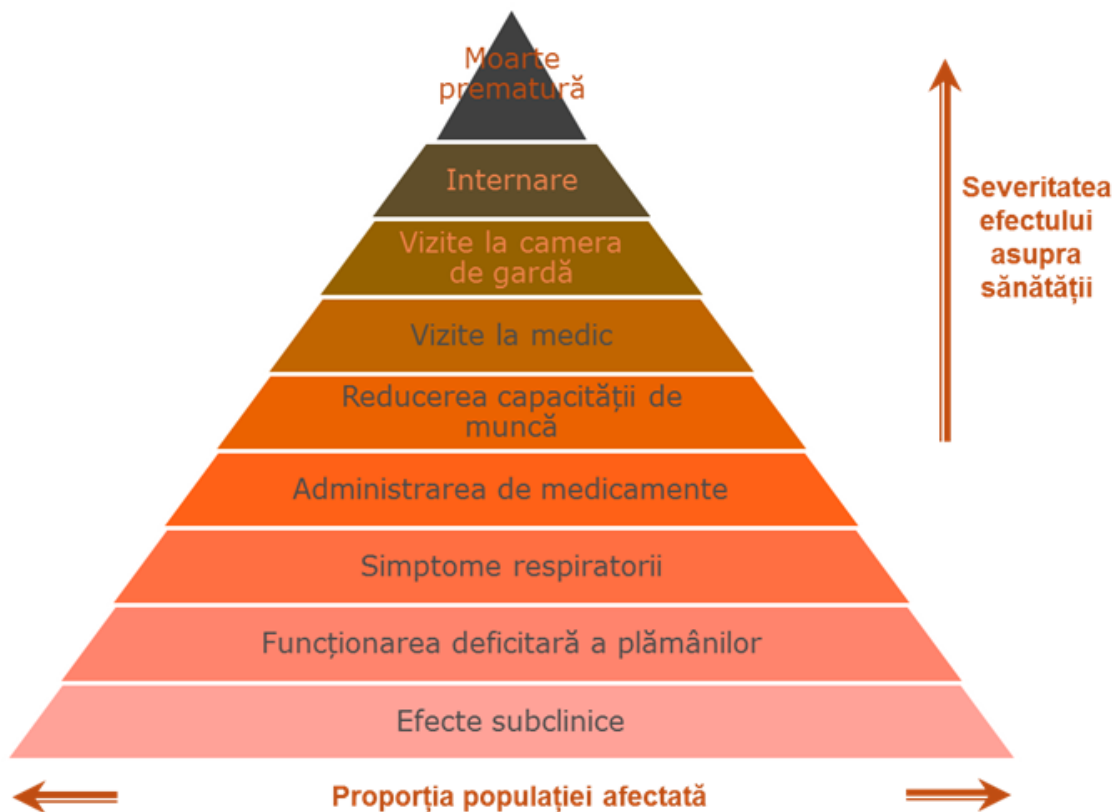 Moarte
prematură
Internare
Vizite la camera
de gardă
Vizite la medic
Reducerea capacității de
muncă
Administrarea de medicamente
Simptome respiratorii
Funcționarea deficitară a plămânilor
Efecte subclinice
Severitatea
efectului
asupra
sănătății
Proporția populației afectată